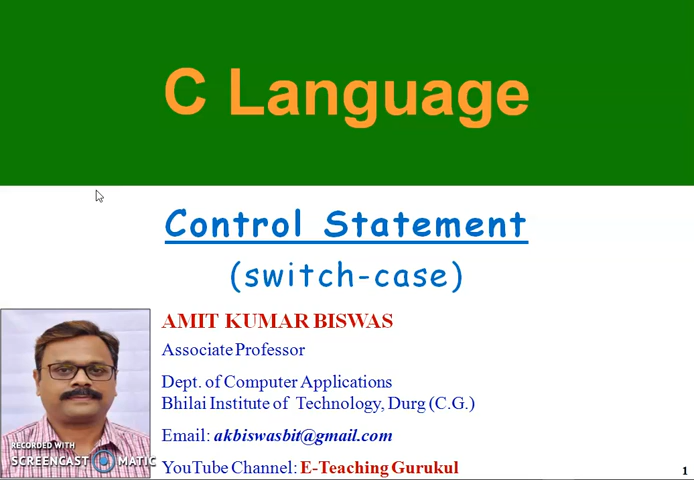 C Language
Control Statement
(switch-case)
AMIT KUMAR BISWAS
Associate Professor
Dept. of Computer Applications
Bhilai Institute of Technology, Durg (C.G.)
Email: akbiswasbit@gmail.com
YouTube Channel: E-Teaching Gurukul
RECORDED WITH
SCREENCAST MATIC
1